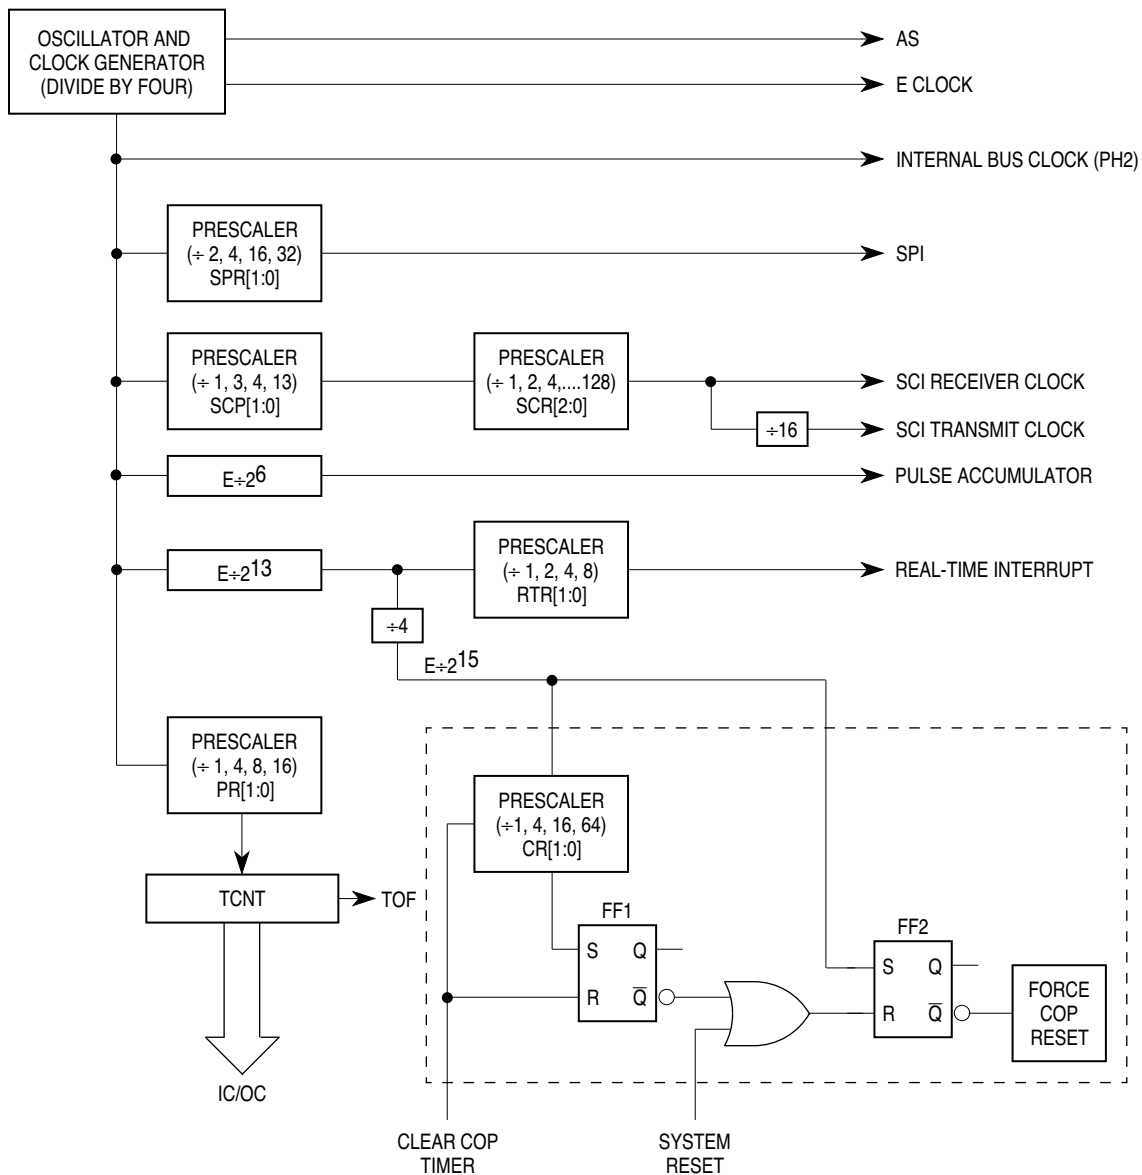 OSCILLATOR AND
CLOCK GENERATOR
(DIVIDE BY FOUR)
AS
E CLOCK
INTERNAL BUS CLOCK (PH2)
PRESCALER
(÷ 2, 4, 16, 32)
SPR[1:0]
SPI
PRESCALER
(÷ 1, 3, 4, 13)
SCP[1:0]
PRESCALER
(÷ 1, 2, 4,....128)
SCR[2:0]
SCI RECEIVER CLOCK
÷16
SCI TRANSMIT CLOCK
E÷2⁶
PULSE ACCUMULATOR
E÷2¹³
PRESCALER
(÷ 1, 2, 4, 8)
RTR[1:0]
REAL-TIME INTERRUPT
÷4
E÷2¹⁵
PRESCALER
(÷ 1, 4, 8, 16)
PR[1:0]
PRESCALER
(÷1, 4, 16, 64)
CR[1:0]
TCNT
TOF
FF1
S Q
R Q̅
FF2
S Q
R Q̅
FORCE
COP
RESET
IC/OC
CLEAR COP
TIMER
SYSTEM
RESET